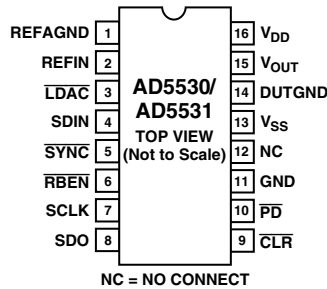 REFAGND 1 16 VDD
REFIN 2 15 VOUT
LDAC 3 14 DUTGND
SDIN 4 13 VSS
SYNC 5 12 NC
RBEN 6 11 GND
SCLK 7 10 PD
SDO 8 9 CLR
AD5530/
AD5531
TOP VIEW
(Not to Scale)
NC = NO CONNECT